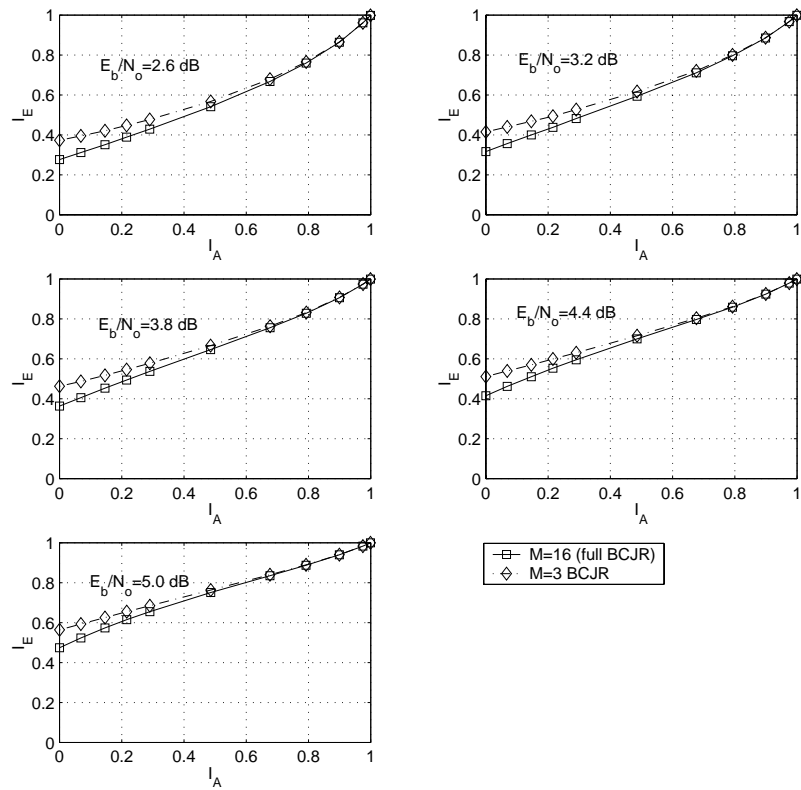 1
0.8
0.6
0.4
0.2
0
I_E
E_b/N_o=2.6 dB
0 0.2 0.4 0.6 0.8 1
I_A
1
0.8
0.6
0.4
0.2
0
I_E
E_b/N_o=3.2 dB
0 0.2 0.4 0.6 0.8 1
I_A
1
0.8
0.6
0.4
0.2
0
I_E
E_b/N_o=3.8 dB
0 0.2 0.4 0.6 0.8 1
I_A
1
0.8
0.6
0.4
0.2
0
I_E
E_b/N_o=4.4 dB
0 0.2 0.4 0.6 0.8 1
I_A
1
0.8
0.6
0.4
0.2
0
I_E
E_b/N_o=5.0 dB
0 0.2 0.4 0.6 0.8 1
I_A
M=16 (full BCJR)
M=3 BCJR